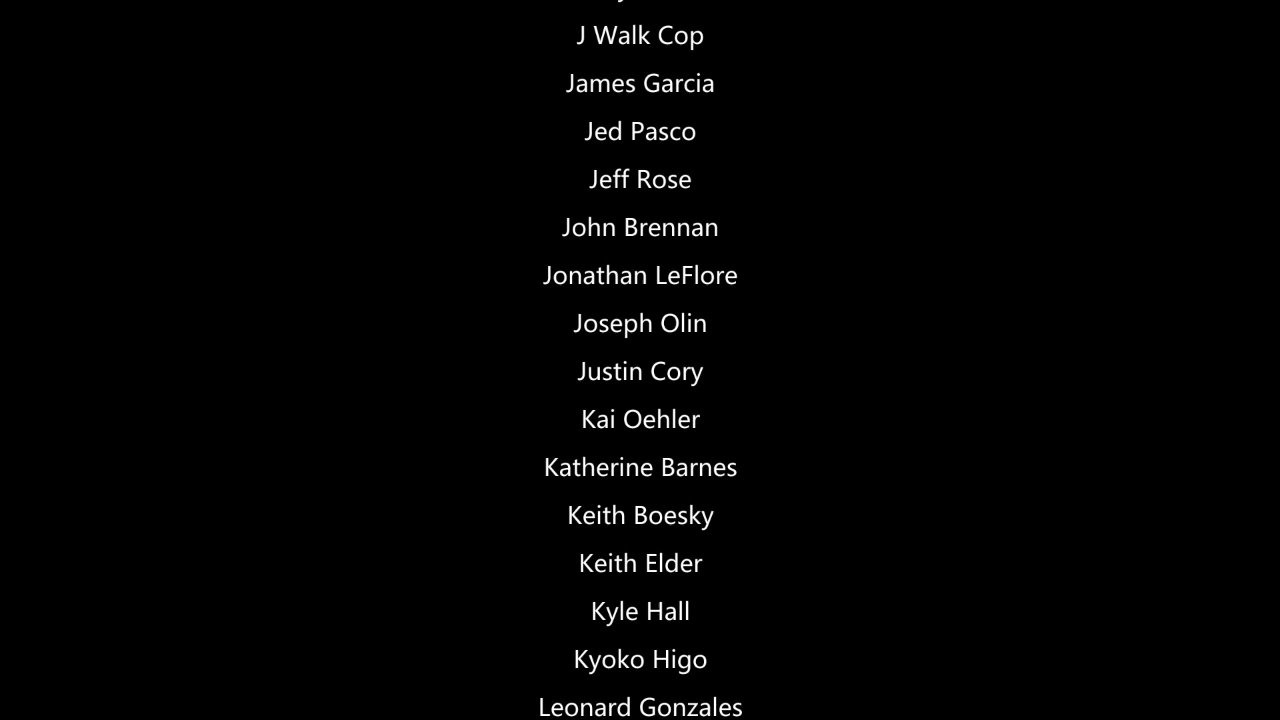 J Walk Cop
James Garcia
Jed Pasco
Jeff Rose
John Brennan
Jonathan LeFlore
Joseph Olin
Justin Cory
Kai Oehler
Katherine Barnes
Keith Boesky
Keith Elder
Kyle Hall
Kyoko Higo
Leonard Gonzales